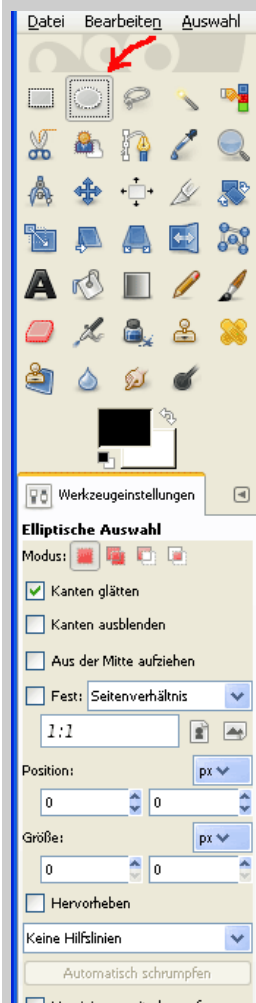 Datei Bearbeiten Auswahl
Werkzeugeinstellungen
Elliptische Auswahl
Modus:
Kanten glätten
Kanten ausblenden
Aus der Mitte aufziehen
Fest: Seitenverhältnis
1:1
Position: px
0 0
Größe: px
0 0
Hervorheben
Keine Hilfslinien
Automatisch schrumpfen